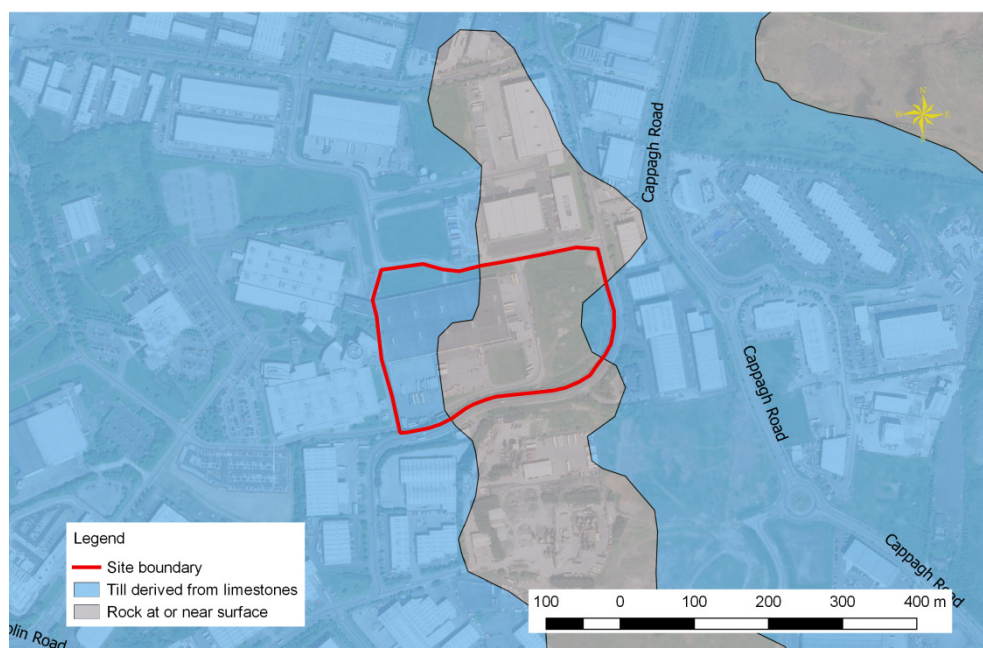 N
W E
Cappagh Road
Cappagh Road
Cappagh Road
Legend
Site boundary
Till derived from limestones
Rock at or near surface
100 0 100 200 300 400 m
olin Road